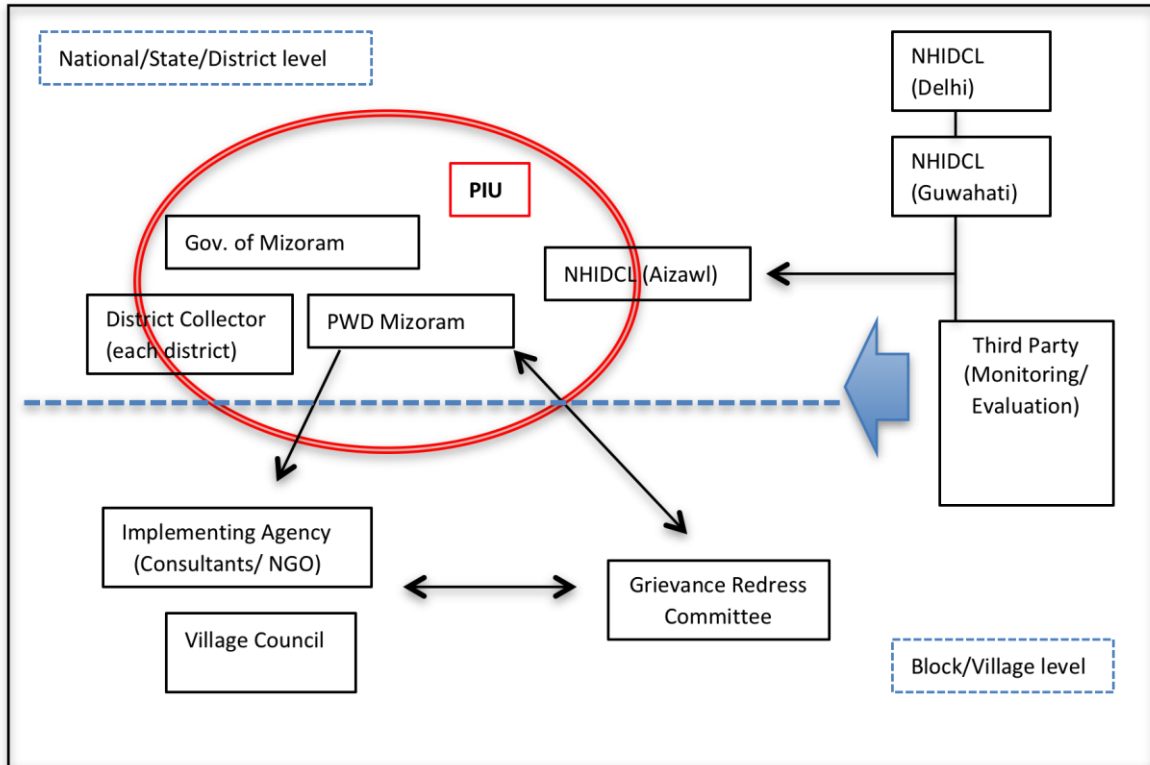 National/State/District level
NHIDCL
(Delhi)
NHIDCL
(Guwahati)
PIU
Gov. of Mizoram
NHIDCL (Aizawl)
District Collector
(each district)
PWD Mizoram
Third Party
(Monitoring/
Evaluation)
Implementing Agency
(Consultants/ NGO)
Grievance Redress
Committee
Village Council
Block/Village level